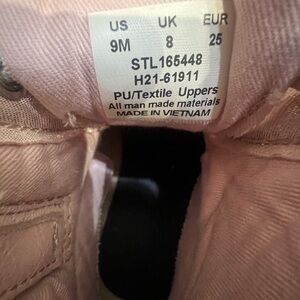 US UK EUR
9M 8 25
STL165448
H21-61911
PU/Textile Uppers
All man made materials
MADE IN VIETNAM